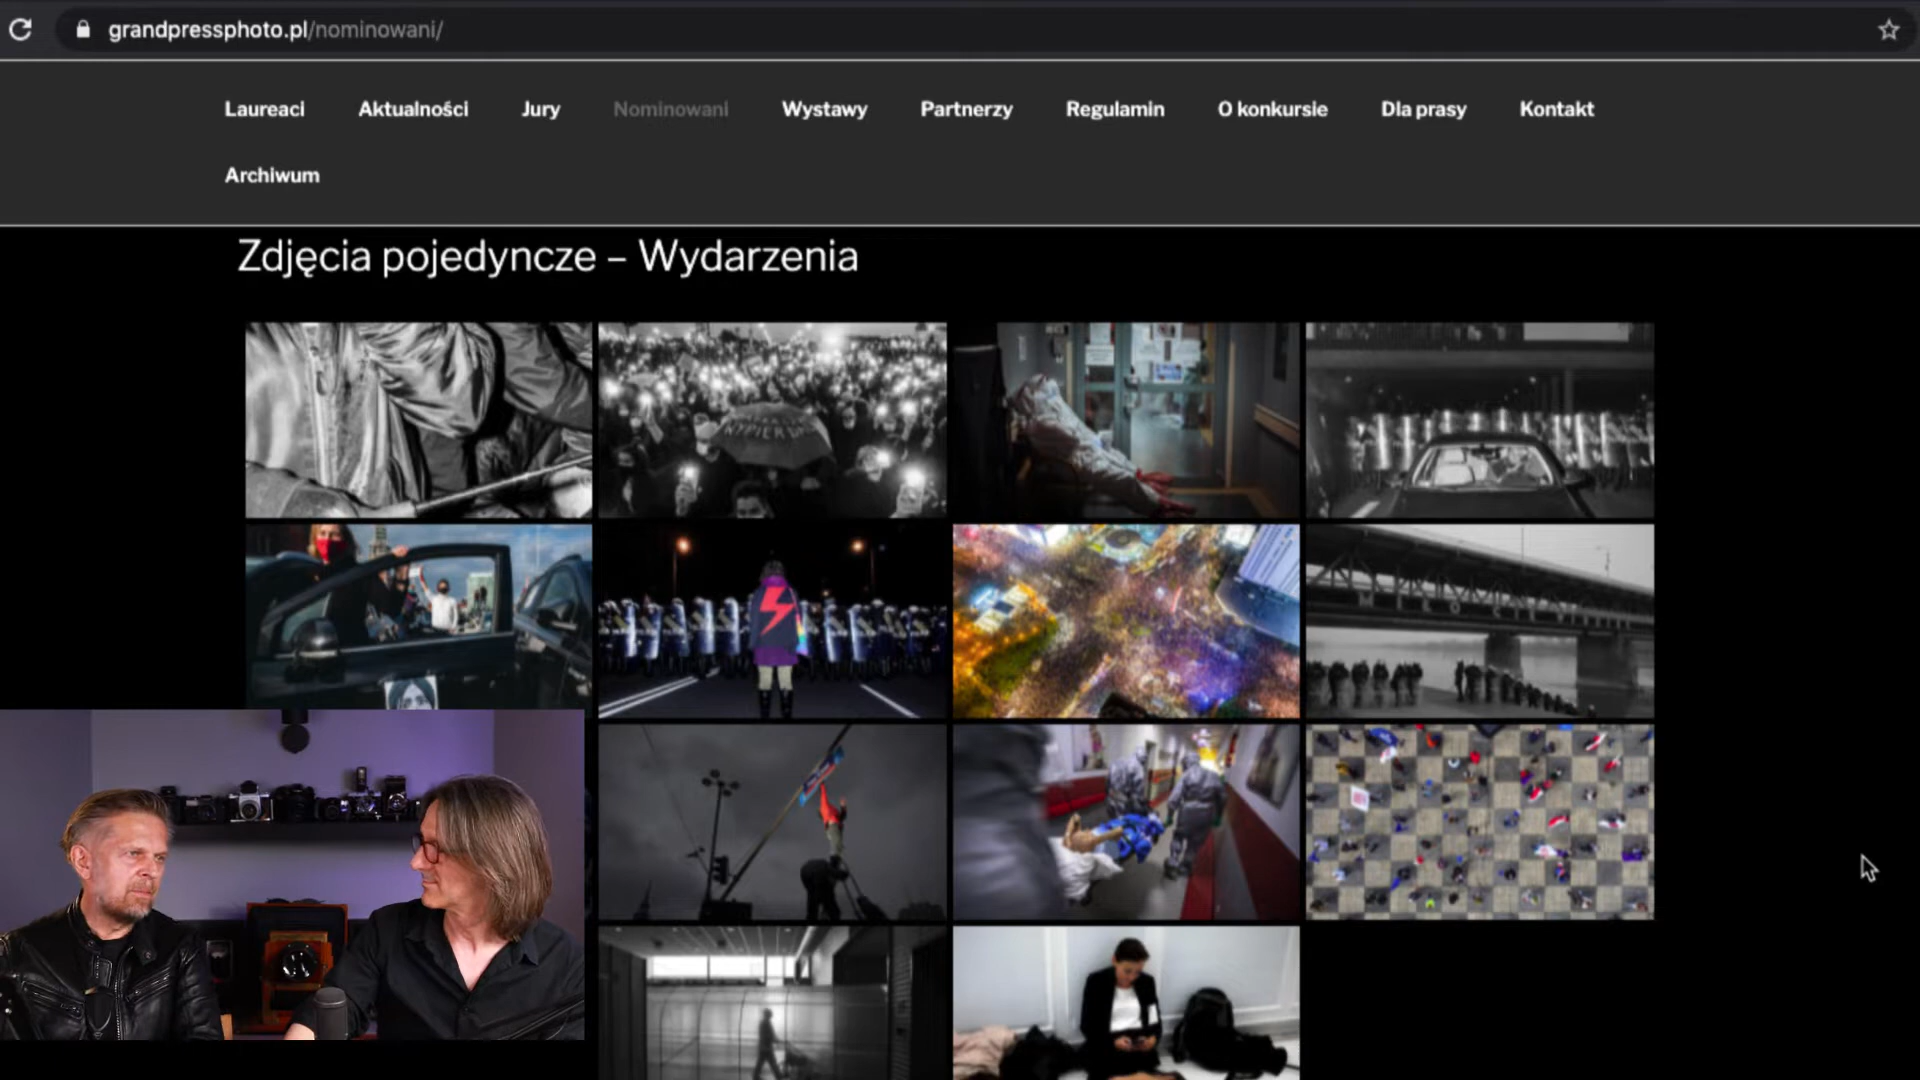 grandpressphoto.pl/nominowani/
Laureaci Aktualności Jury Nominowani Wystawy Partnerzy Regulamin O konkursie Dla prasy Kontakt
Archiwum
Zdjęcia pojedyncze – Wydarzenia